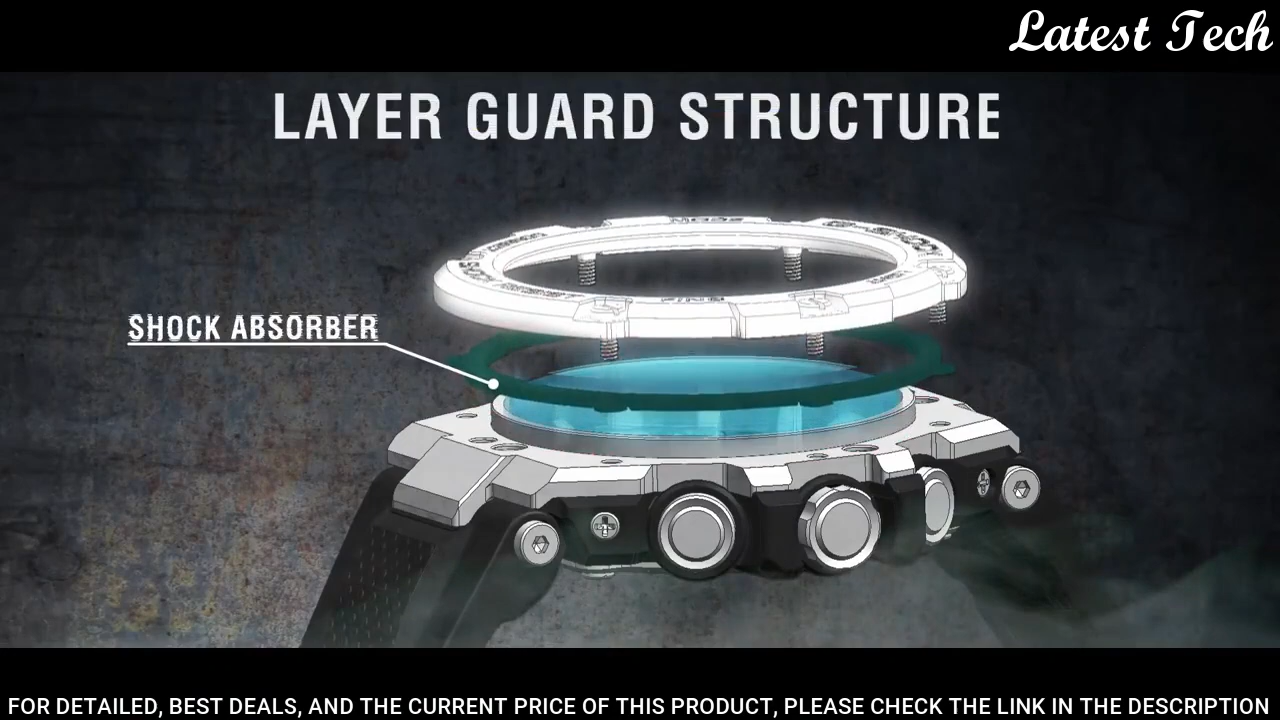 Latest Tech
LAYER GUARD STRUCTURE
SHOCK ABSORBER
FOR DETAILED, BEST DEALS, AND THE CURRENT PRICE OF THIS PRODUCT, PLEASE CHECK THE LINK IN THE DESCRIPTION